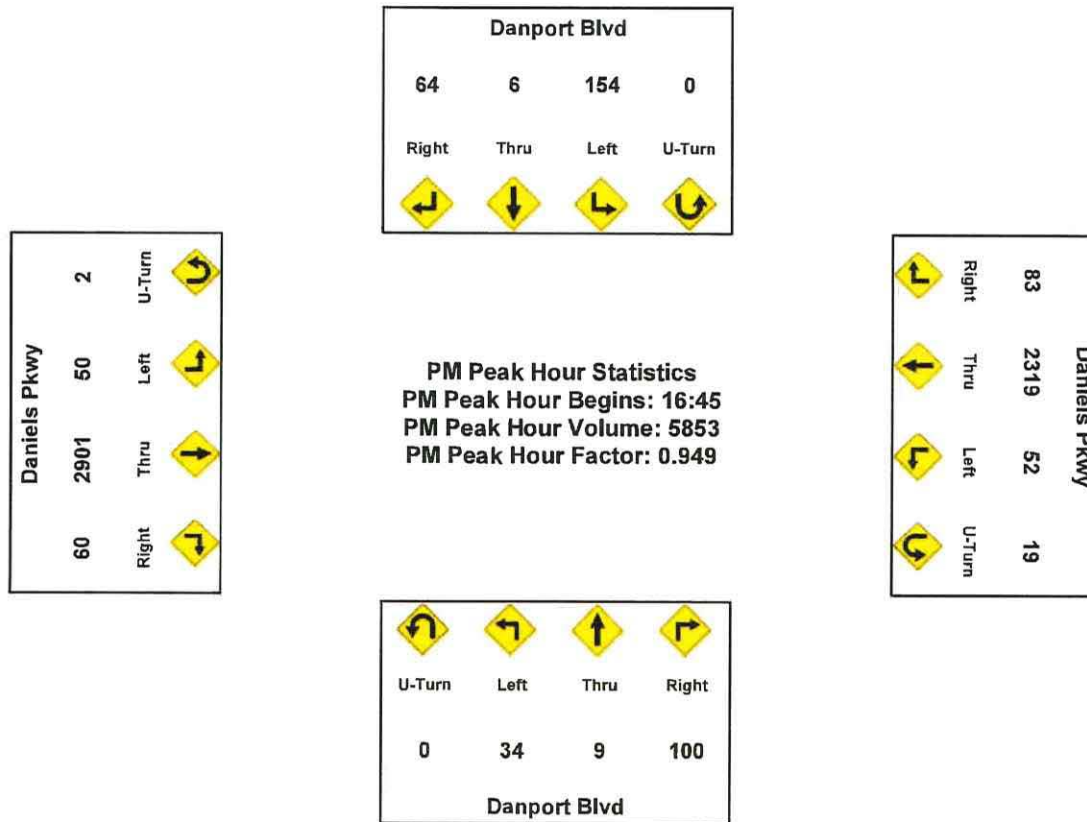 Danport Blvd
64 6 154 0
Right Thru Left U-Turn
Daniels Pkwy
2 50 2901 60
U-Turn Left Thru Right
PM Peak Hour Statistics
PM Peak Hour Begins: 16:45
PM Peak Hour Volume: 5853
PM Peak Hour Factor: 0.949
Right Thru Left U-Turn
83 2319 52 19
Daniels Pkwy
U-Turn Left Thru Right
0 34 9 100
Danport Blvd